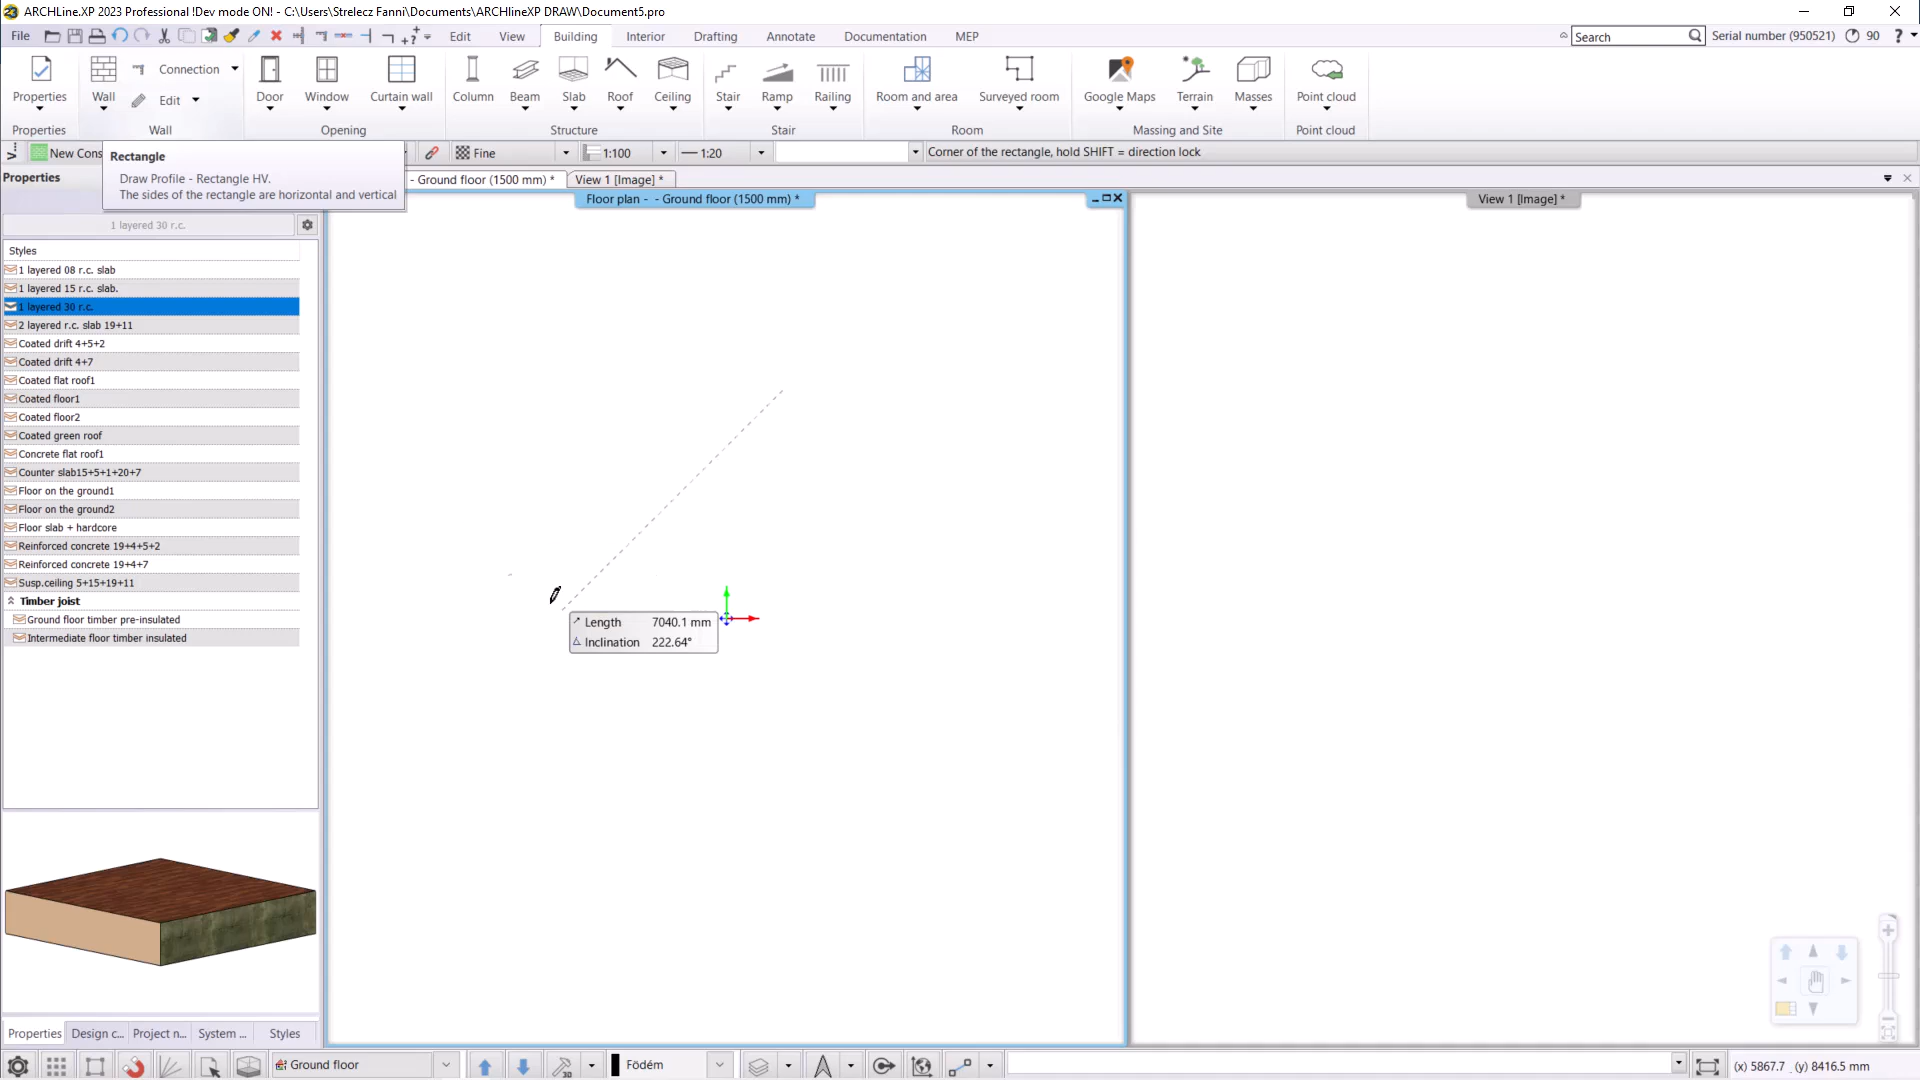 ARCHLine.XP 2023 Professional !Dev mode ON! - C:\Users\Strelecz Fanni\Documents\ARCHlineXP DRAW\Document5.pro
File
Edit
View
Building
Interior
Drafting
Annotate
Documentation
MEP
Search
Serial number (950521)
90
?
Properties
Wall
Connection
Edit
Door
Window
Curtain wall
Column
Beam
Slab
Roof
Ceiling
Stair
Ramp
Railing
Room and area
Surveyed room
Google Maps
Terrain
Masses
Point cloud
Properties
Wall
Opening
Structure
Stair
Room
Massing and Site
Point cloud
New Cons
Fine
1:100
1:20
Corner of the rectangle, hold SHIFT = direction lock
Rectangle
Draw Profile - Rectangle HV.
The sides of the rectangle are horizontal and vertical
- Ground floor (1500 mm) *
View 1 [Image] *
Properties
Floor plan - - Ground floor (1500 mm) *
View 1 [Image] *
1 layered 30 r.c.
Styles
1 layered 08 r.c. slab
1 layered 15 r.c. slab.
1 layered 30 r.c.
2 layered r.c. slab 19+11
Coated drift 4+5+2
Coated drift 4+7
Coated flat roof1
Coated floor1
Coated floor2
Coated green roof
Concrete flat roof1
Counter slab15+5+1+20+7
Floor on the ground1
Floor on the ground2
Floor slab + hardcore
Reinforced concrete 19+4+5+2
Reinforced concrete 19+4+7
Susp.ceiling 5+15+19+11
Timber joist
Ground floor timber pre-insulated
Intermediate floor timber insulated
Length 7040.1 mm
Inclination 222.64°
Properties
Design c...
Project n...
System ...
Styles
Ground floor
Födém
(x) 5867.7 , (y) 8416.5 mm